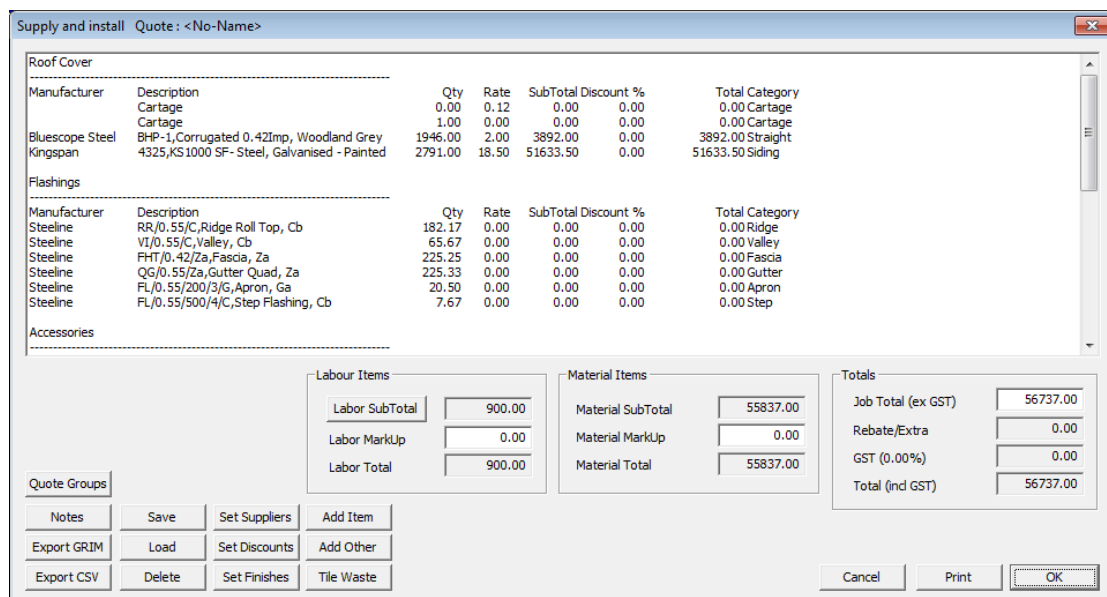 Supply and install Quote : <No-Name>
Roof Cover
--------------------------------------------------------------------------------
Manufacturer Description Qty Rate SubTotal Discount % Total Category
Cartage 0.00 0.12 0.00 0.00 0.00 Cartage
Cartage 1.00 0.00 0.00 0.00 0.00 Cartage
Bluescope Steel BHP-1,Corrugated 0.42Imp, Woodland Grey 1946.00 2.00 3892.00 0.00 3892.00 Straight
Kingspan 4325,KS1000 SF- Steel, Galvanised - Painted 2791.00 18.50 51633.50 0.00 51633.50 Siding
Flashings
--------------------------------------------------------------------------------
Manufacturer Description Qty Rate SubTotal Discount % Total Category
Steeline RR/0.55/C,Ridge Roll Top, Cb 182.17 0.00 0.00 0.00 0.00 Ridge
Steeline VI/0.55/C,Valley, Cb 65.67 0.00 0.00 0.00 0.00 Valley
Steeline FHT/0.42/Za,Fascia, Za 225.25 0.00 0.00 0.00 0.00 Fascia
Steeline QG/0.55/Za,Gutter Quad, Za 225.33 0.00 0.00 0.00 0.00 Gutter
Steeline FL/0.55/200/3/G,Apron, Ga 20.50 0.00 0.00 0.00 0.00 Apron
Steeline FL/0.55/500/4/C,Step Flashing, Cb 7.67 0.00 0.00 0.00 0.00 Step
Accessories
--------------------------------------------------------------------------------
Labour Items
Labor SubTotal 900.00
Labor MarkUp 0.00
Labor Total 900.00
Material Items
Material SubTotal 55837.00
Material MarkUp 0.00
Material Total 55837.00
Totals
Job Total (ex GST) 56737.00
Rebate/Extra 0.00
GST (0.00%) 0.00
Total (incl GST) 56737.00
Quote Groups
Notes Save Set Suppliers Add Item
Export GRIM Load Set Discounts Add Other
Export CSV Delete Set Finishes Tile Waste
Cancel Print OK